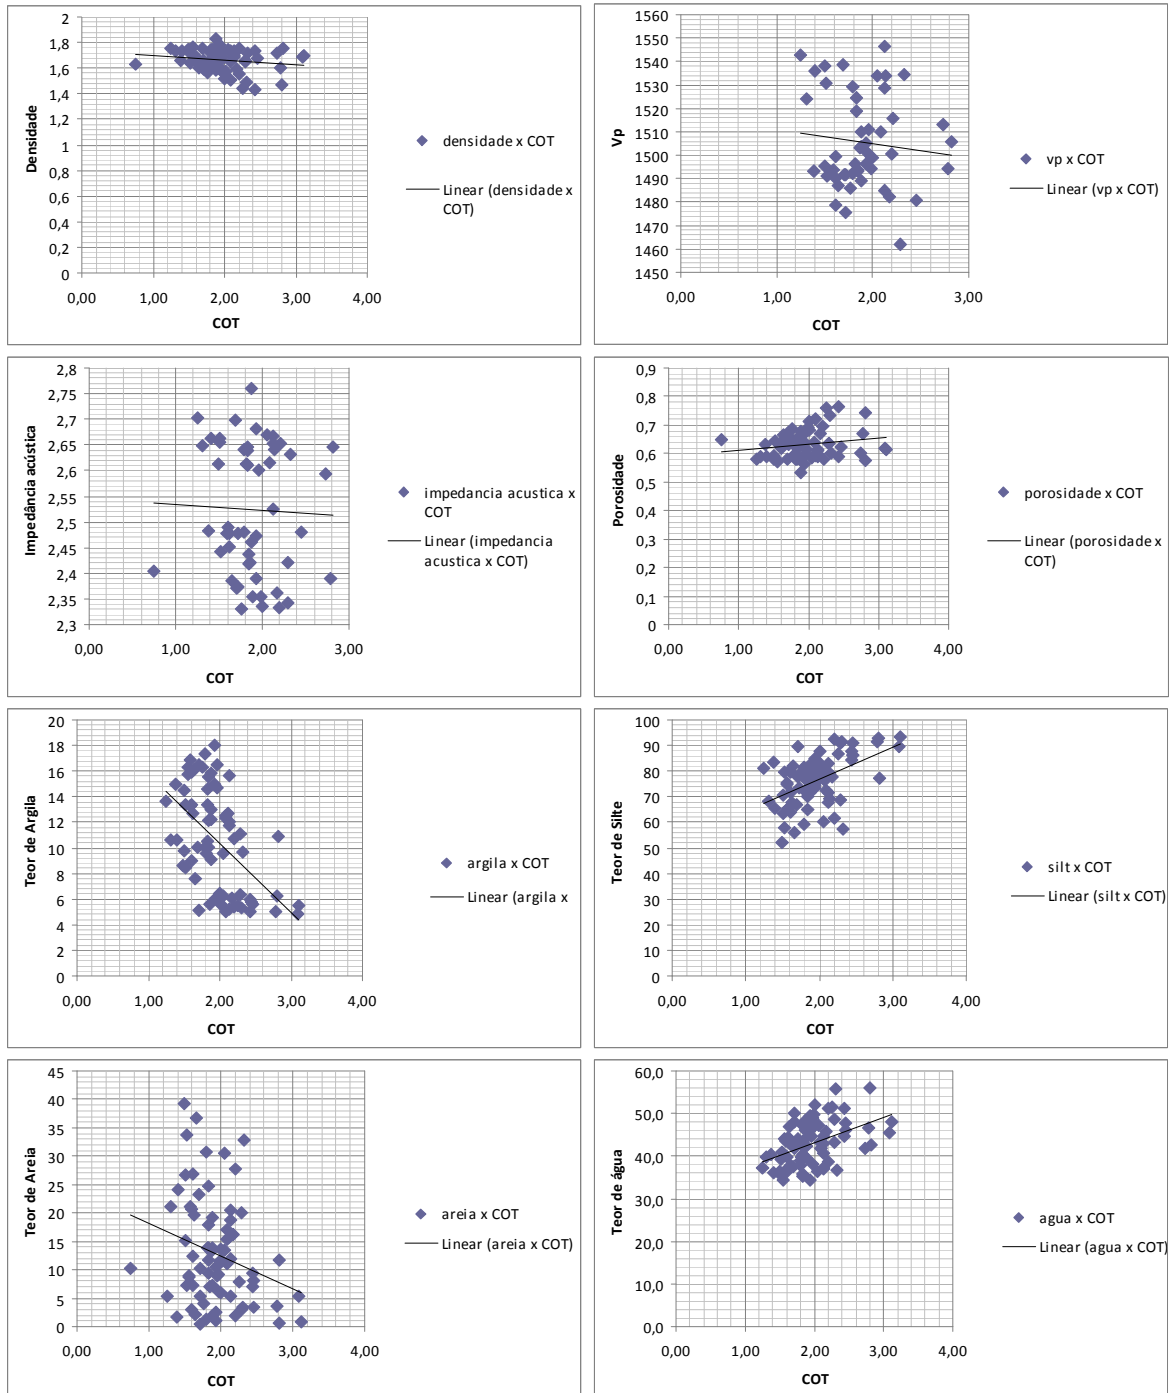 2
1,8
1,6
1,4
1,2
1
0,8
0,6
0,4
0,2
0
Densidade
0,00 1,00 2,00 3,00 4,00
COT
densidade x COT
Linear (densidade x
COT)
1560
1550
1540
1530
1520
1510
1500
1490
1480
1470
1460
1450
Vp
0,00 1,00 2,00 3,00
COT
vp x COT
Linear (vp x COT)
2,8
2,75
2,7
2,65
2,6
2,55
2,5
2,45
2,4
2,35
2,3
Impedância acústica
0,00 1,00 2,00 3,00
COT
impedancia acustica x
COT
Linear (impedancia
acustica x COT)
0,9
0,8
0,7
0,6
0,5
0,4
0,3
0,2
0,1
0
Porosidade
0,00 1,00 2,00 3,00 4,00
COT
porosidade x COT
Linear (porosidade x
COT)
20
18
16
14
12
10
8
6
4
2
0
Teor de Argila
0,00 1,00 2,00 3,00 4,00
COT
argila x COT
Linear (argila x
100
90
80
70
60
50
40
30
20
10
0
Teor de Silte
0,00 1,00 2,00 3,00 4,00
COT
silt x COT
Linear (silt x COT)
45
40
35
30
25
20
15
10
5
0
Teor de Areia
0,00 1,00 2,00 3,00 4,00
COT
areia x COT
Linear (areia x COT)
60,0
50,0
40,0
30,0
20,0
10,0
0,0
Teor de água
0,00 1,00 2,00 3,00 4,00
COT
agua x COT
Linear (agua x COT)